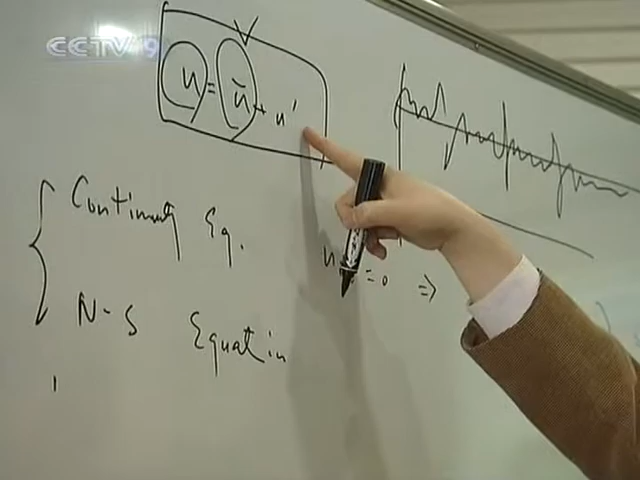 CCTV 9
u = ū + u'
Continuity Eq.
= 0 ⇒
N-S Equation